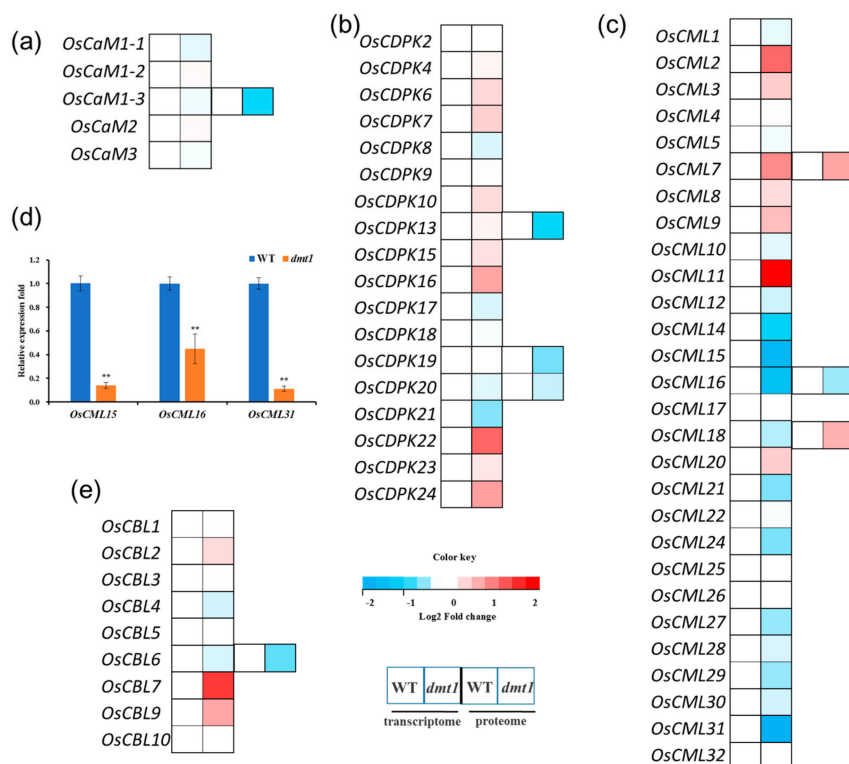 (a)
OsCaM1-1
OsCaM1-2
OsCaM1-3
OsCaM2
OsCaM3
(b)
OsCDPK2
OsCDPK4
OsCDPK6
OsCDPK7
OsCDPK8
OsCDPK9
OsCDPK10
OsCDPK13
OsCDPK15
OsCDPK16
OsCDPK17
OsCDPK18
OsCDPK19
OsCDPK20
OsCDPK21
OsCDPK22
OsCDPK23
OsCDPK24
(c)
OsCML1
OsCML2
OsCML3
OsCML4
OsCML5
OsCML7
OsCML8
OsCML9
OsCML10
OsCML11
OsCML12
OsCML14
OsCML15
OsCML16
OsCML17
OsCML18
OsCML20
OsCML21
OsCML22
OsCML24
OsCML25
OsCML26
OsCML27
OsCML28
OsCML29
OsCML30
OsCML31
OsCML32
(d)
WT dmt1
Relative expression fold
1.2
1.0
0.8
0.6
0.4
0.2
0.0
**
**
**
OsCML15 OsCML16 OsCML31
(e)
OsCBL1
OsCBL2
OsCBL3
OsCBL4
OsCBL5
OsCBL6
OsCBL7
OsCBL9
OsCBL10
Color key
-2 -1 0 1 2
Log2 Fold change
WT dmt1 WT dmt1
transcriptome proteome